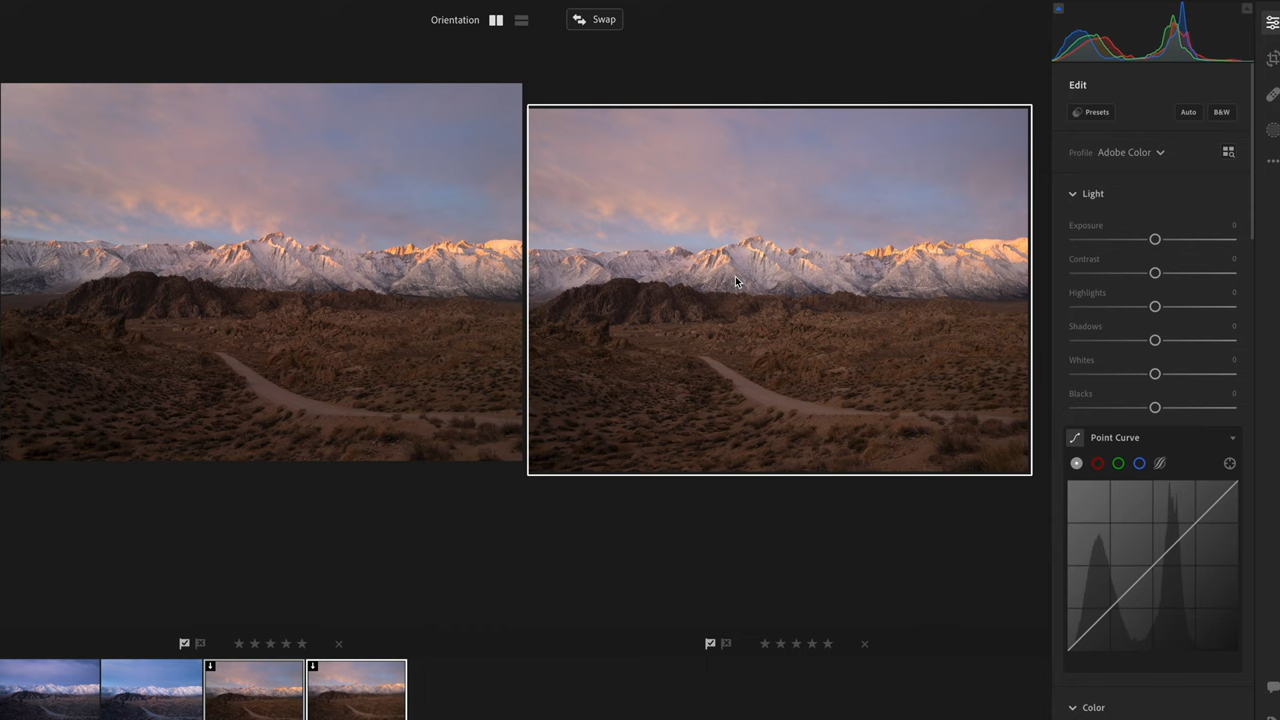 Orientation
Swap
Edit
Presets
Auto
B&W
Profile Adobe Color
Light
Exposure 0
Contrast 0
Highlights 0
Shadows 0
Whites 0
Blacks 0
Point Curve
Color